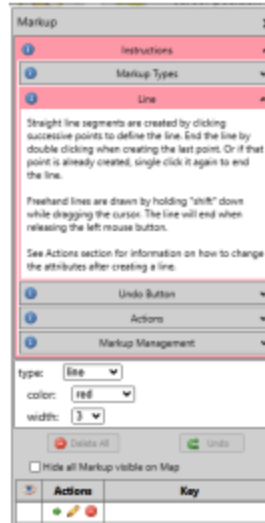 Markup
Instructions
Markup Types
Line
Straight line segments are created by clicking
successive points to define the line. End the line by
double clicking when creating the last point. Or if that
point is already created, single click it again to end
the line.
Freehand lines are drawn by holding "shift" down
while dragging the cursor. The line will end when
releasing the left mouse button.
See Actions section for information on how to change
the attributes after creating a line.
Undo Button
Actions
Markup Management
type: line
color: red
width: 3
Delete All Undo
Hide all Markup visible on Map
Actions Key